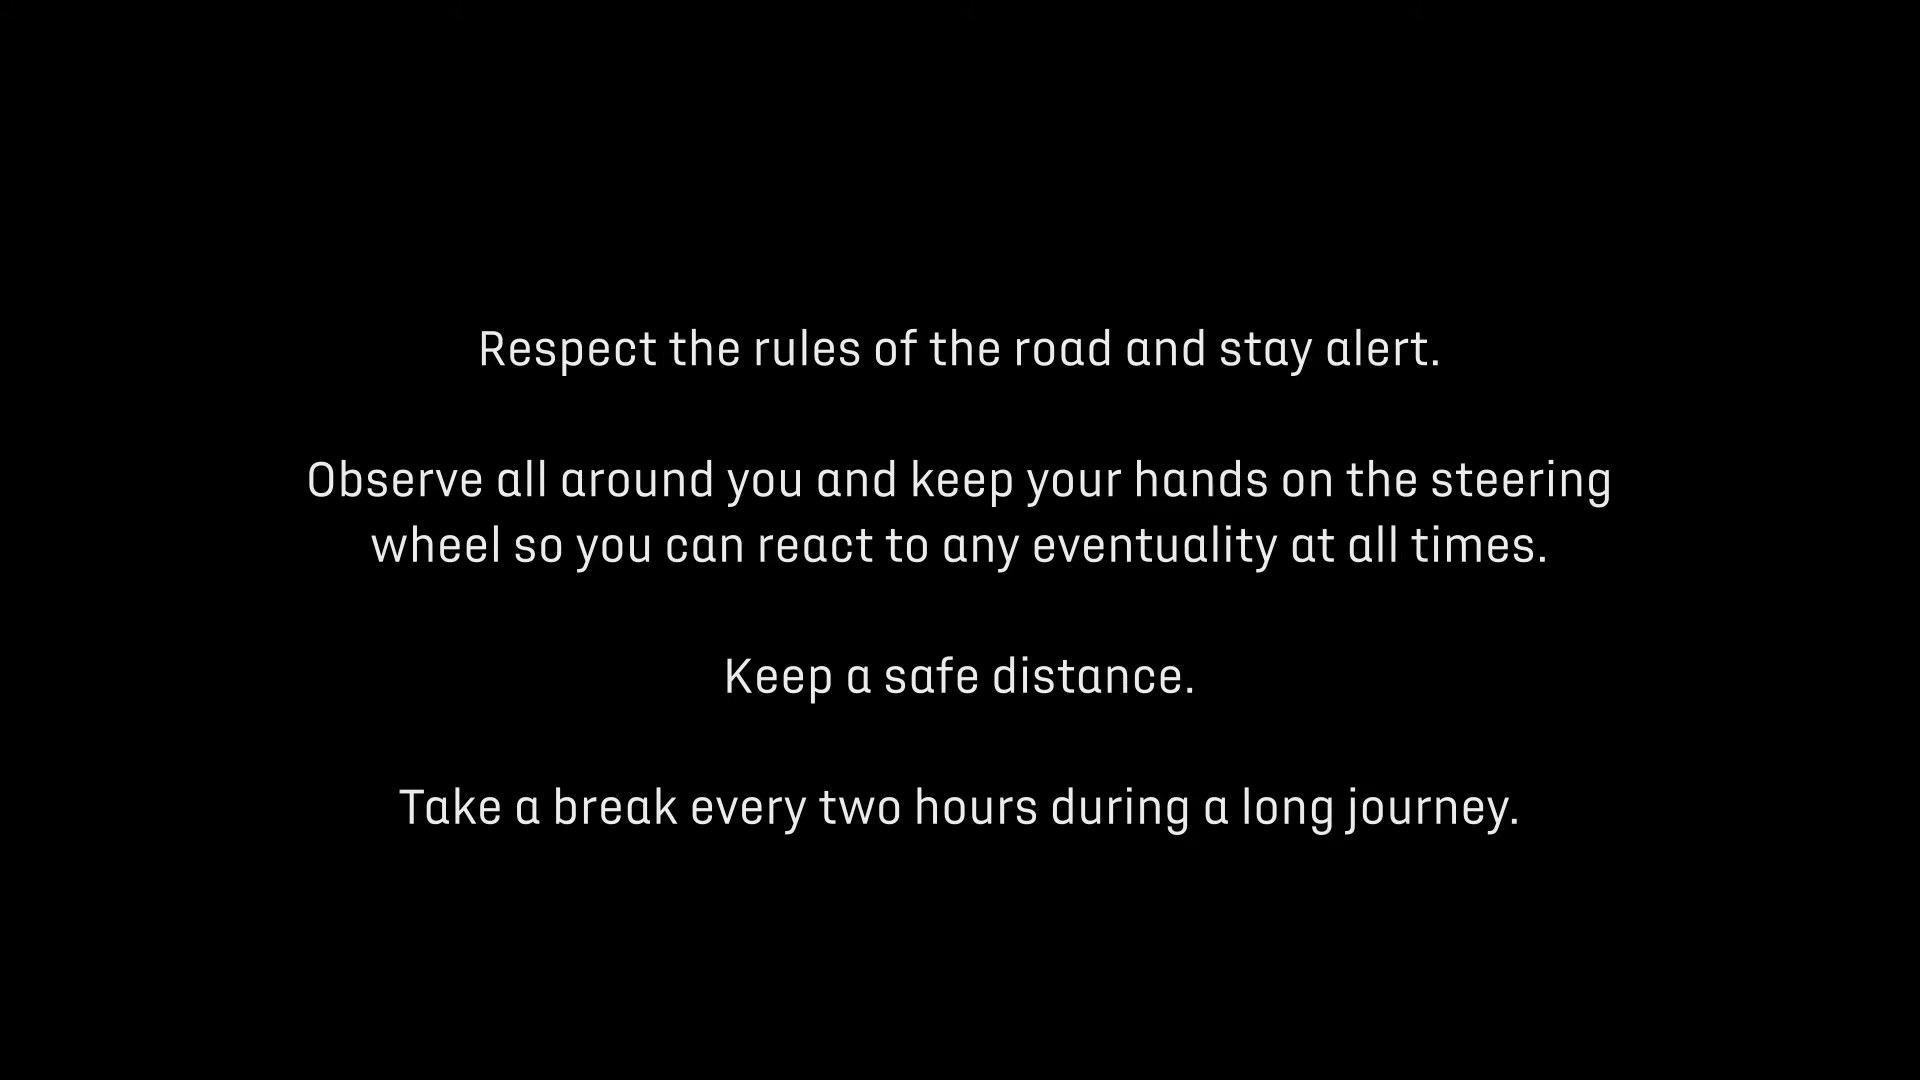 Respect the rules of the road and stay alert.
Observe all around you and keep your hands on the steering
wheel so you can react to any eventuality at all times.
Keep a safe distance.
Take a break every two hours during a long journey.